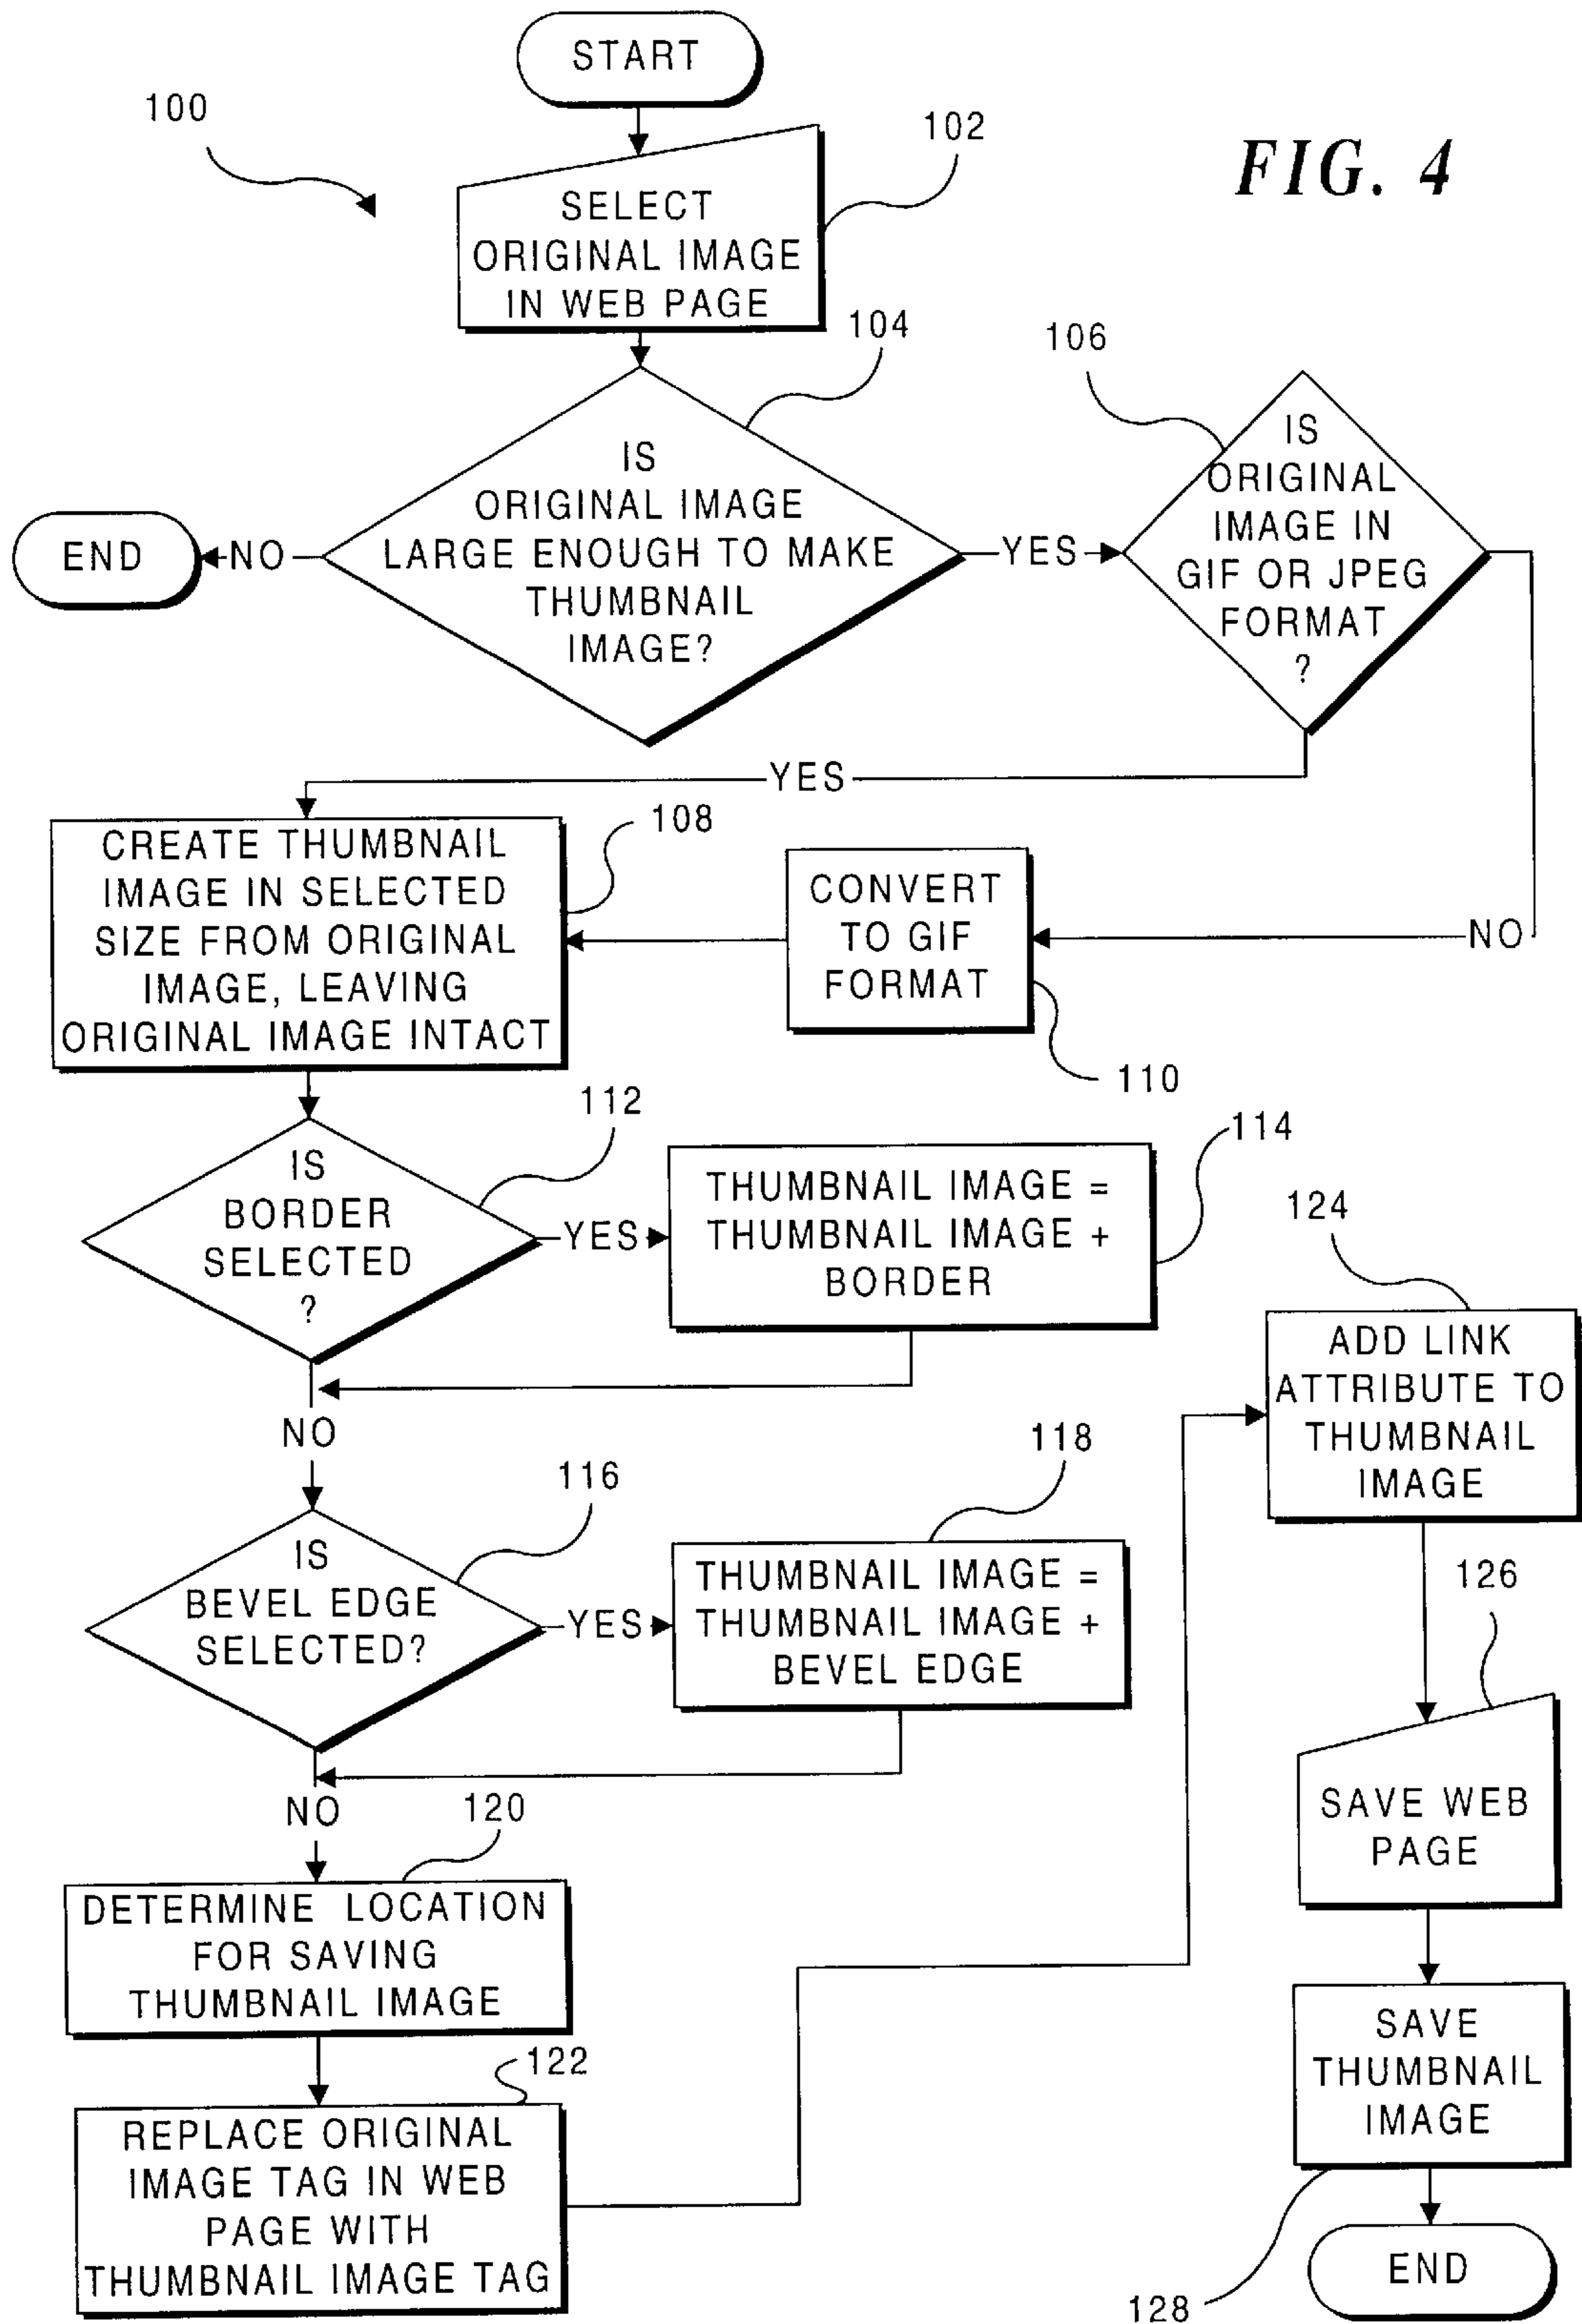 START
100
102
FIG. 4
SELECT
ORIGINAL IMAGE
IN WEB PAGE
104
106
IS
ORIGINAL IMAGE
LARGE ENOUGH TO MAKE
THUMBNAIL
IMAGE?
END
NO
YES
IS
ORIGINAL
IMAGE IN
GIF OR JPEG
FORMAT
?
YES
NO
108
CREATE THUMBNAIL
IMAGE IN SELECTED
SIZE FROM ORIGINAL
IMAGE, LEAVING
ORIGINAL IMAGE INTACT
CONVERT
TO GIF
FORMAT
110
112
IS
BORDER
SELECTED
?
YES
THUMBNAIL IMAGE =
THUMBNAIL IMAGE +
BORDER
114
NO
116
IS
BEVEL EDGE
SELECTED?
YES
118
THUMBNAIL IMAGE =
THUMBNAIL IMAGE +
BEVEL EDGE
NO
120
DETERMINE LOCATION
FOR SAVING
THUMBNAIL IMAGE
122
REPLACE ORIGINAL
IMAGE TAG IN WEB
PAGE WITH
THUMBNAIL IMAGE TAG
124
ADD LINK
ATTRIBUTE TO
THUMBNAIL
IMAGE
126
SAVE WEB
PAGE
SAVE
THUMBNAIL
IMAGE
128
END